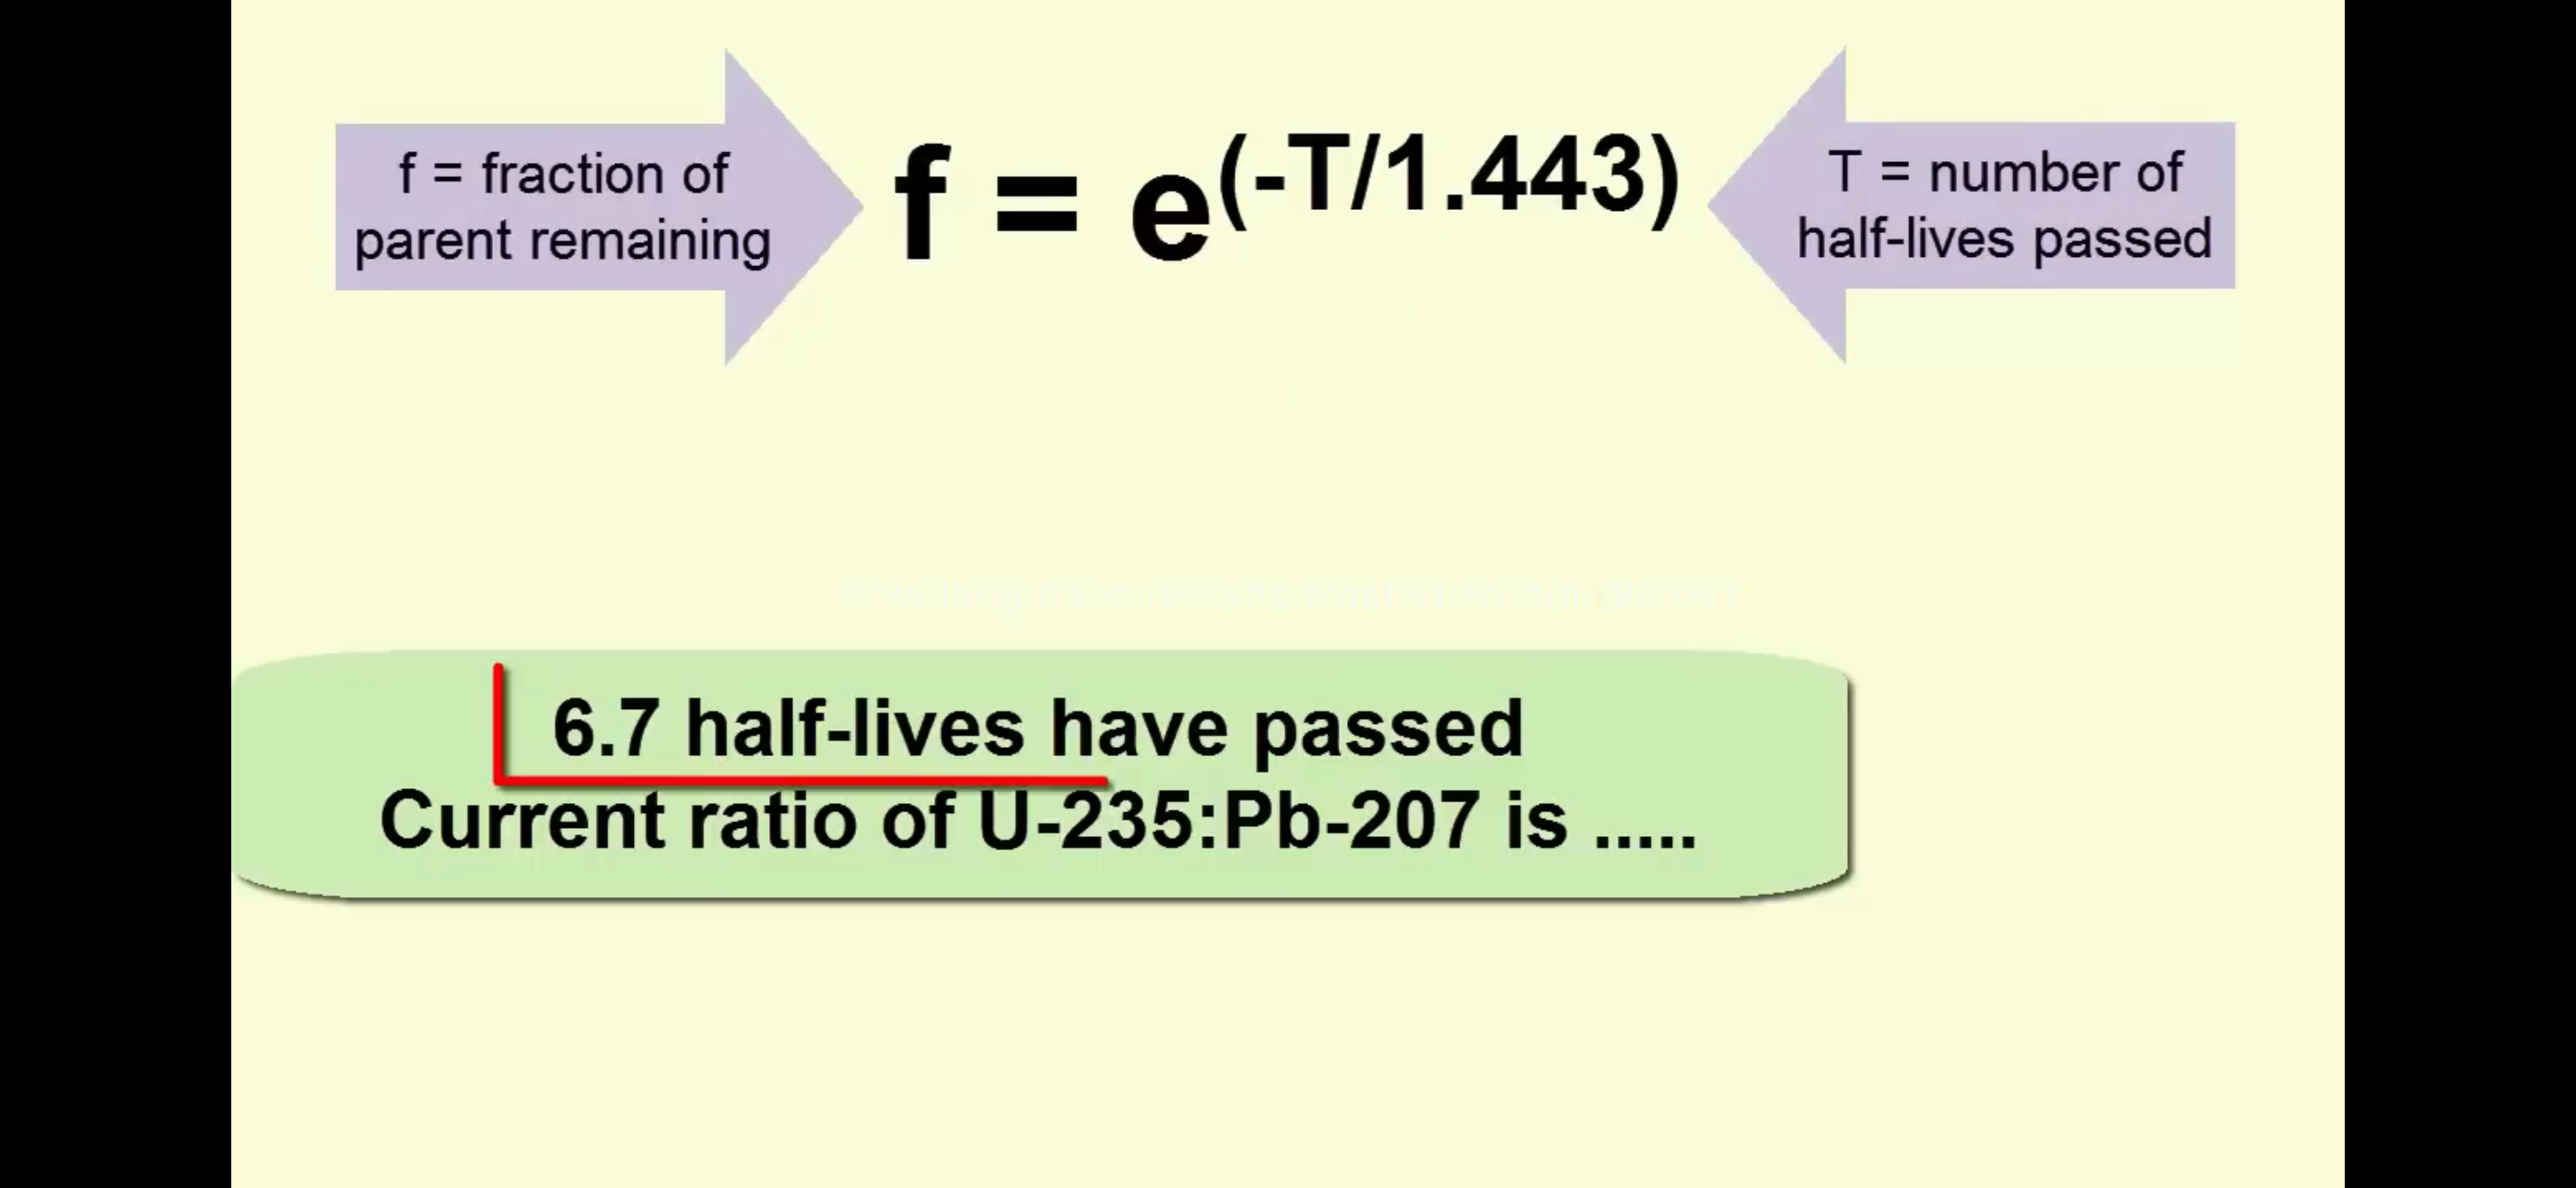 f = fraction of
parent remaining
f = e^(-T/1.443)
T = number of
half-lives passed
6.7 half-lives have passed
Current ratio of U-235:Pb-207 is .....